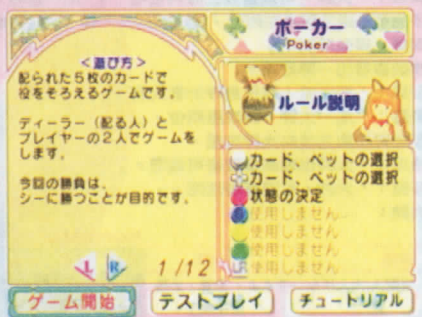 ポーカー
Poker
<遊び方>
配られた5枚のカードで
役をそろえるゲームです。
ディーラー(配る人)と
プレイヤーの2人でゲームを
します。
今回の勝負は、
シーに勝つことが目的です。
L R 1/12
ルール説明
カード、ベットの選択
カード、ベットの選択
状態の決定
使用しません
使用しません
使用しません
LR使用しません
ゲーム開始 テストプレイ チュートリアル